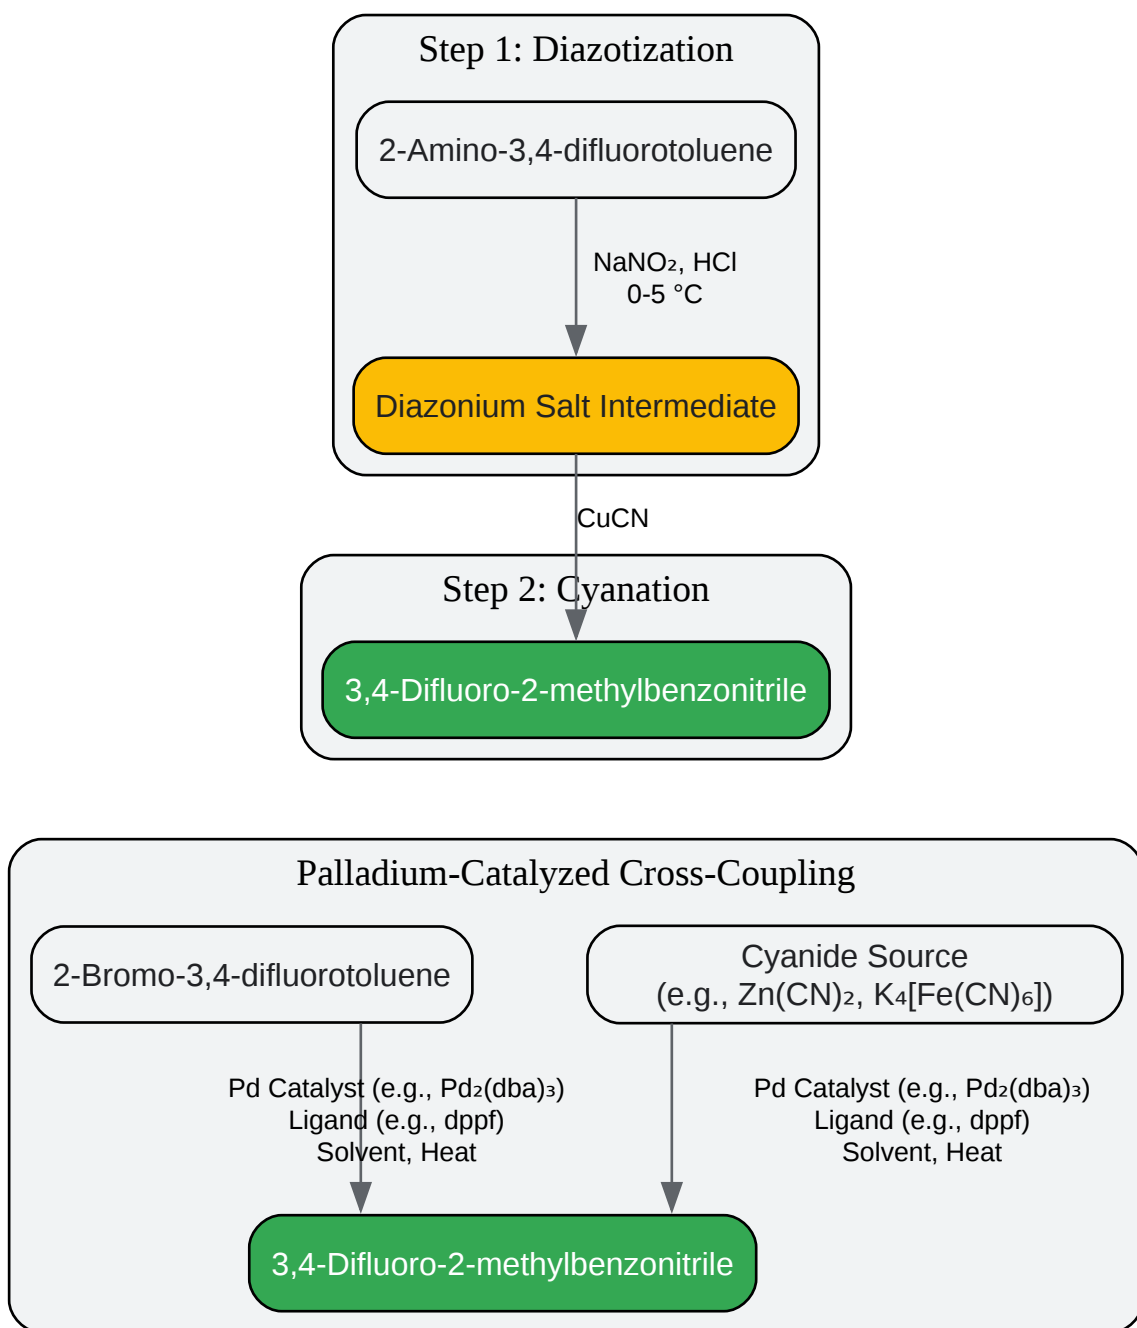 Step 1: Diazotization
2-Amino-3,4-difluorotoluene
NaNO₂, HCl
0-5 °C
Diazonium Salt Intermediate
CuCN
Step 2: Cyanation
3,4-Difluoro-2-methylbenzonitrile
Palladium-Catalyzed Cross-Coupling
2-Bromo-3,4-difluorotoluene
Cyanide Source
(e.g., Zn(CN)₂, K₄[Fe(CN)₆])
Pd Catalyst (e.g., Pd₂(dba)₃)
Ligand (e.g., dppf)
Solvent, Heat
Pd Catalyst (e.g., Pd₂(dba)₃)
Ligand (e.g., dppf)
Solvent, Heat
3,4-Difluoro-2-methylbenzonitrile